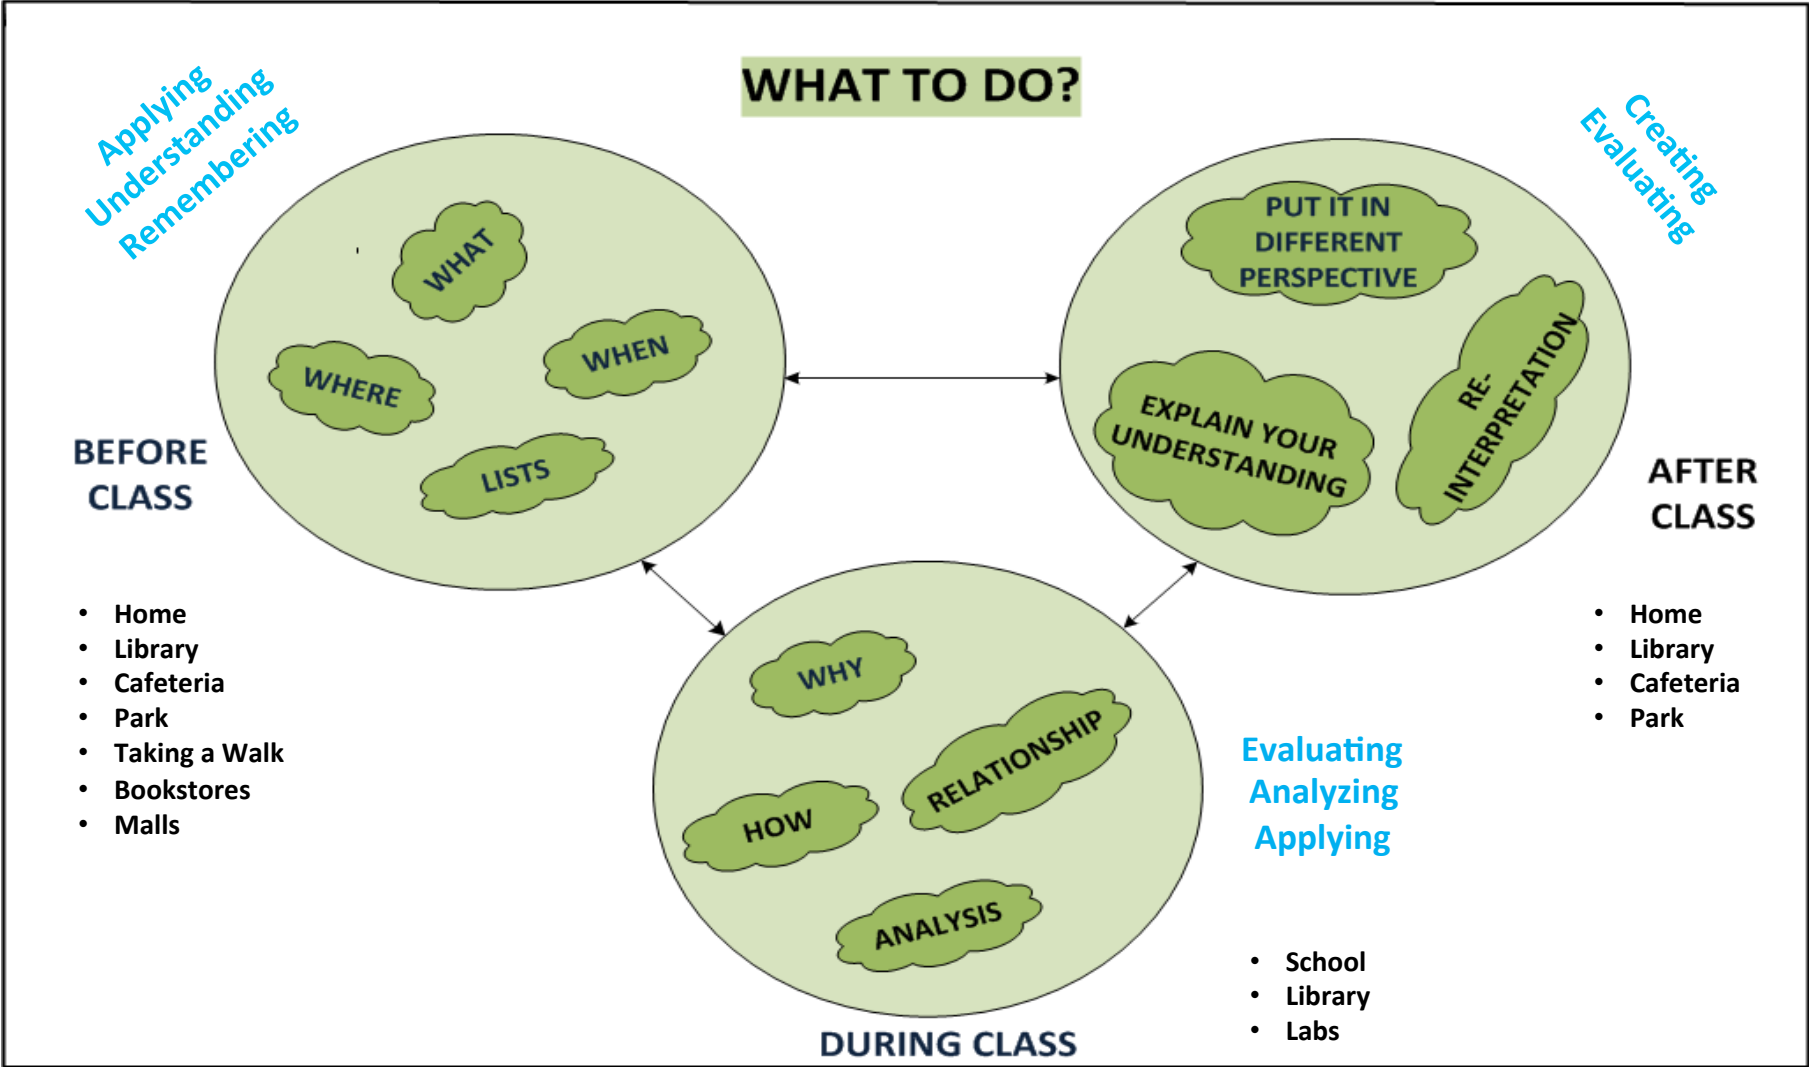 WHAT TO DO?
Applying
Understanding
Remembering
WHAT
WHEN
WHERE
LISTS
BEFORE
CLASS
• Home
• Library
• Cafeteria
• Park
• Taking a Walk
• Bookstores
• Malls
Creating
Evaluating
PUT IT IN
DIFFERENT
PERSPECTIVE
RE-
INTERPRETATION
EXPLAIN YOUR
UNDERSTANDING
AFTER
CLASS
• Home
• Library
• Cafeteria
• Park
WHY
RELATIONSHIP
HOW
ANALYSIS
DURING CLASS
Evaluating
Analyzing
Applying
• School
• Library
• Labs